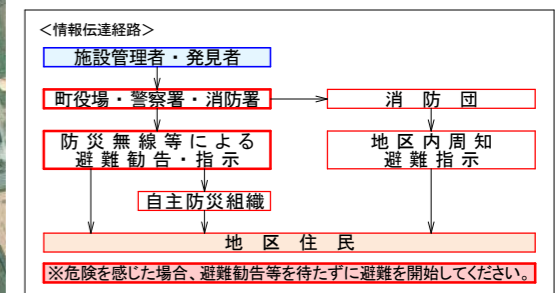 ＜情報伝達経路＞
施設管理者・発見者
町役場・警察署・消防署
消防団
防災無線等による
避難勧告・指示
地区内周知
避難指示
自主防災組織
地区住民
※危険を感じた場合、避難勧告等を待たずに避難を開始してください。